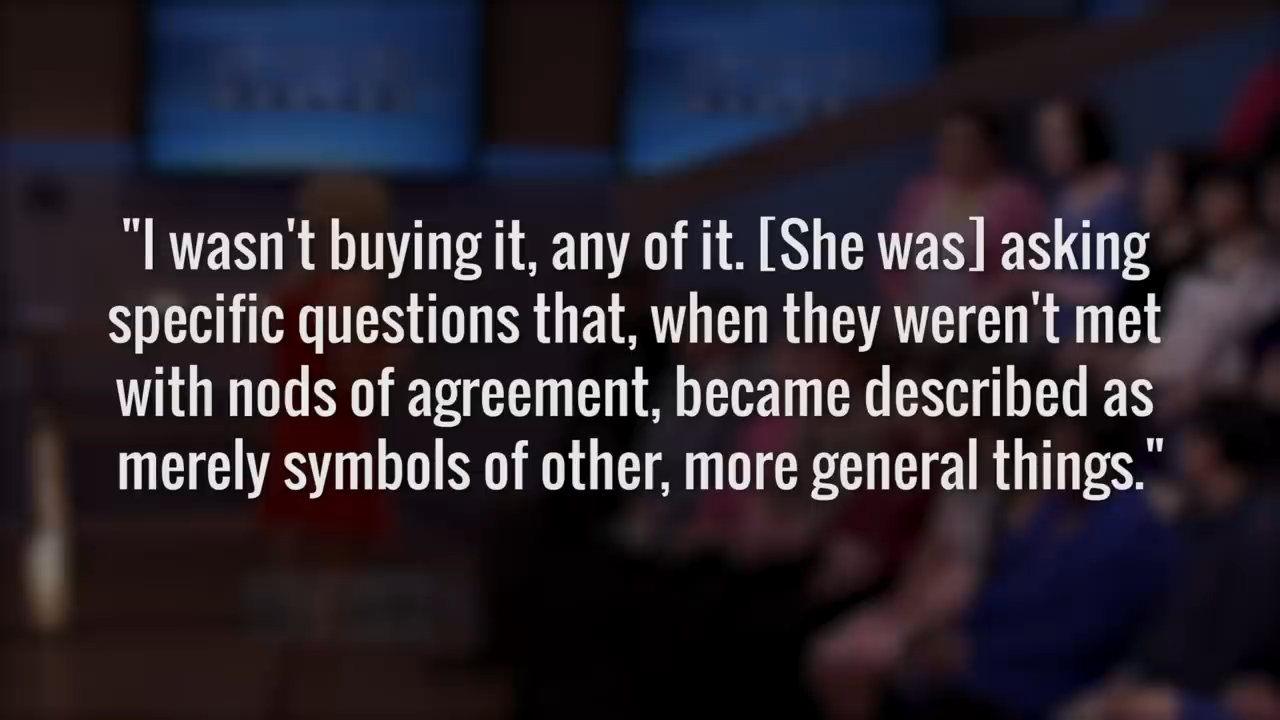 "I wasn't buying it, any of it. [She was] asking
specific questions that, when they weren't met
with nods of agreement, became described as
merely symbols of other, more general things."